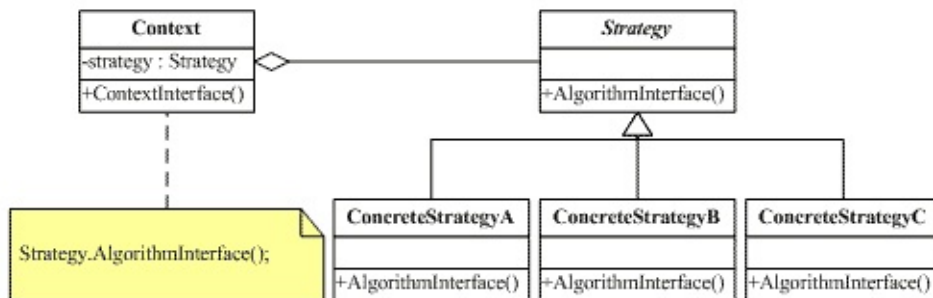 Context
-strategy : Strategy
+ContextInterface()
Strategy
+AlgorithmInterface()
Strategy.AlgorithmInterface();
ConcreteStrategyA
+AlgorithmInterface()
ConcreteStrategyB
+AlgorithmInterface()
ConcreteStrategyC
+AlgorithmInterface()